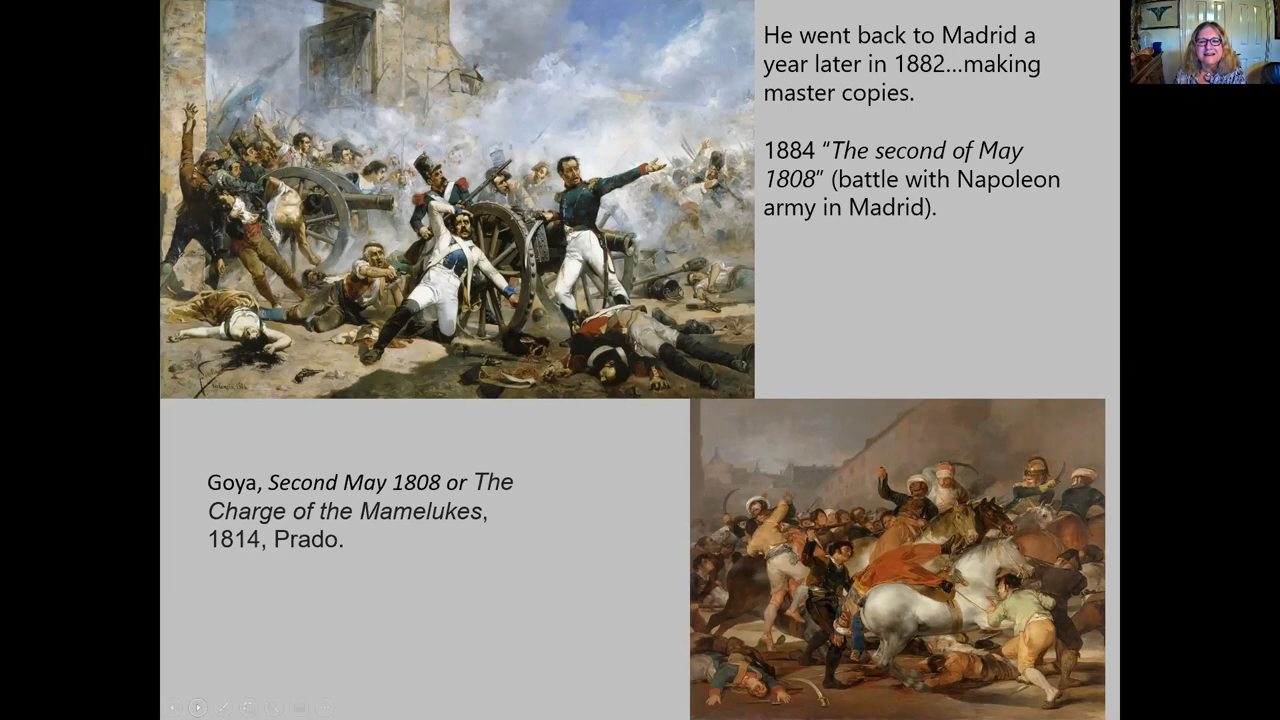 He went back to Madrid a
year later in 1882...making
master copies.
1884 “The second of May
1808” (battle with Napoleon
army in Madrid).
Goya, Second May 1808 or The
Charge of the Mamelukes,
1814, Prado.